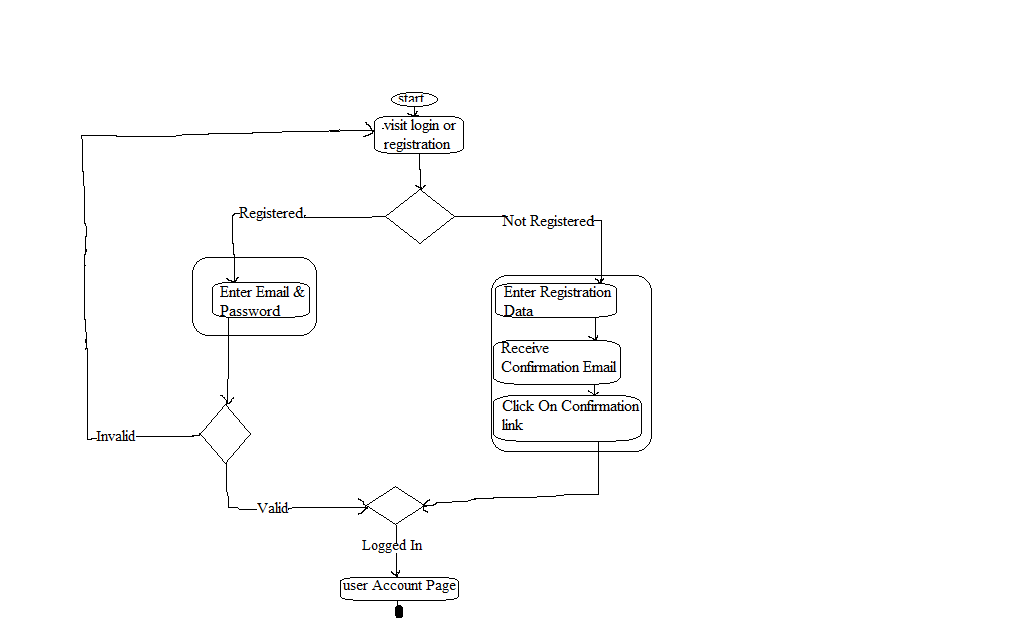 start
.visit login or
registration
Registered.
Not Registered
Enter Email &
Password
Enter Registration
Data
Receive
Confirmation Email
Click On Confirmation
link
Invalid
Valid
Logged In
user Account Page